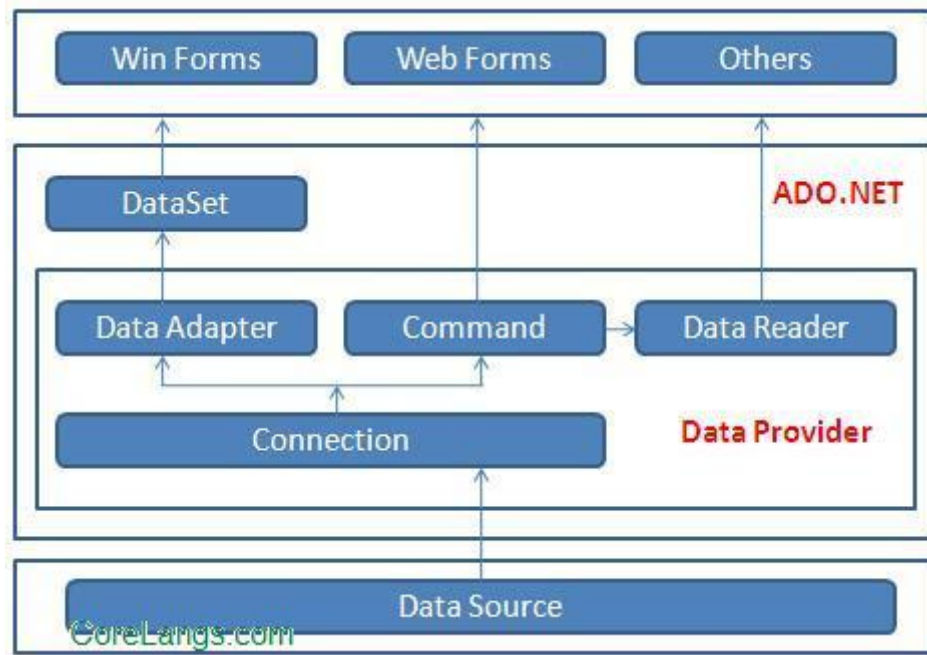 Win Forms
Web Forms
Others
DataSet
ADO.NET
Data Adapter
Command
Data Reader
Connection
Data Provider
Data Source
CoreLangs.com